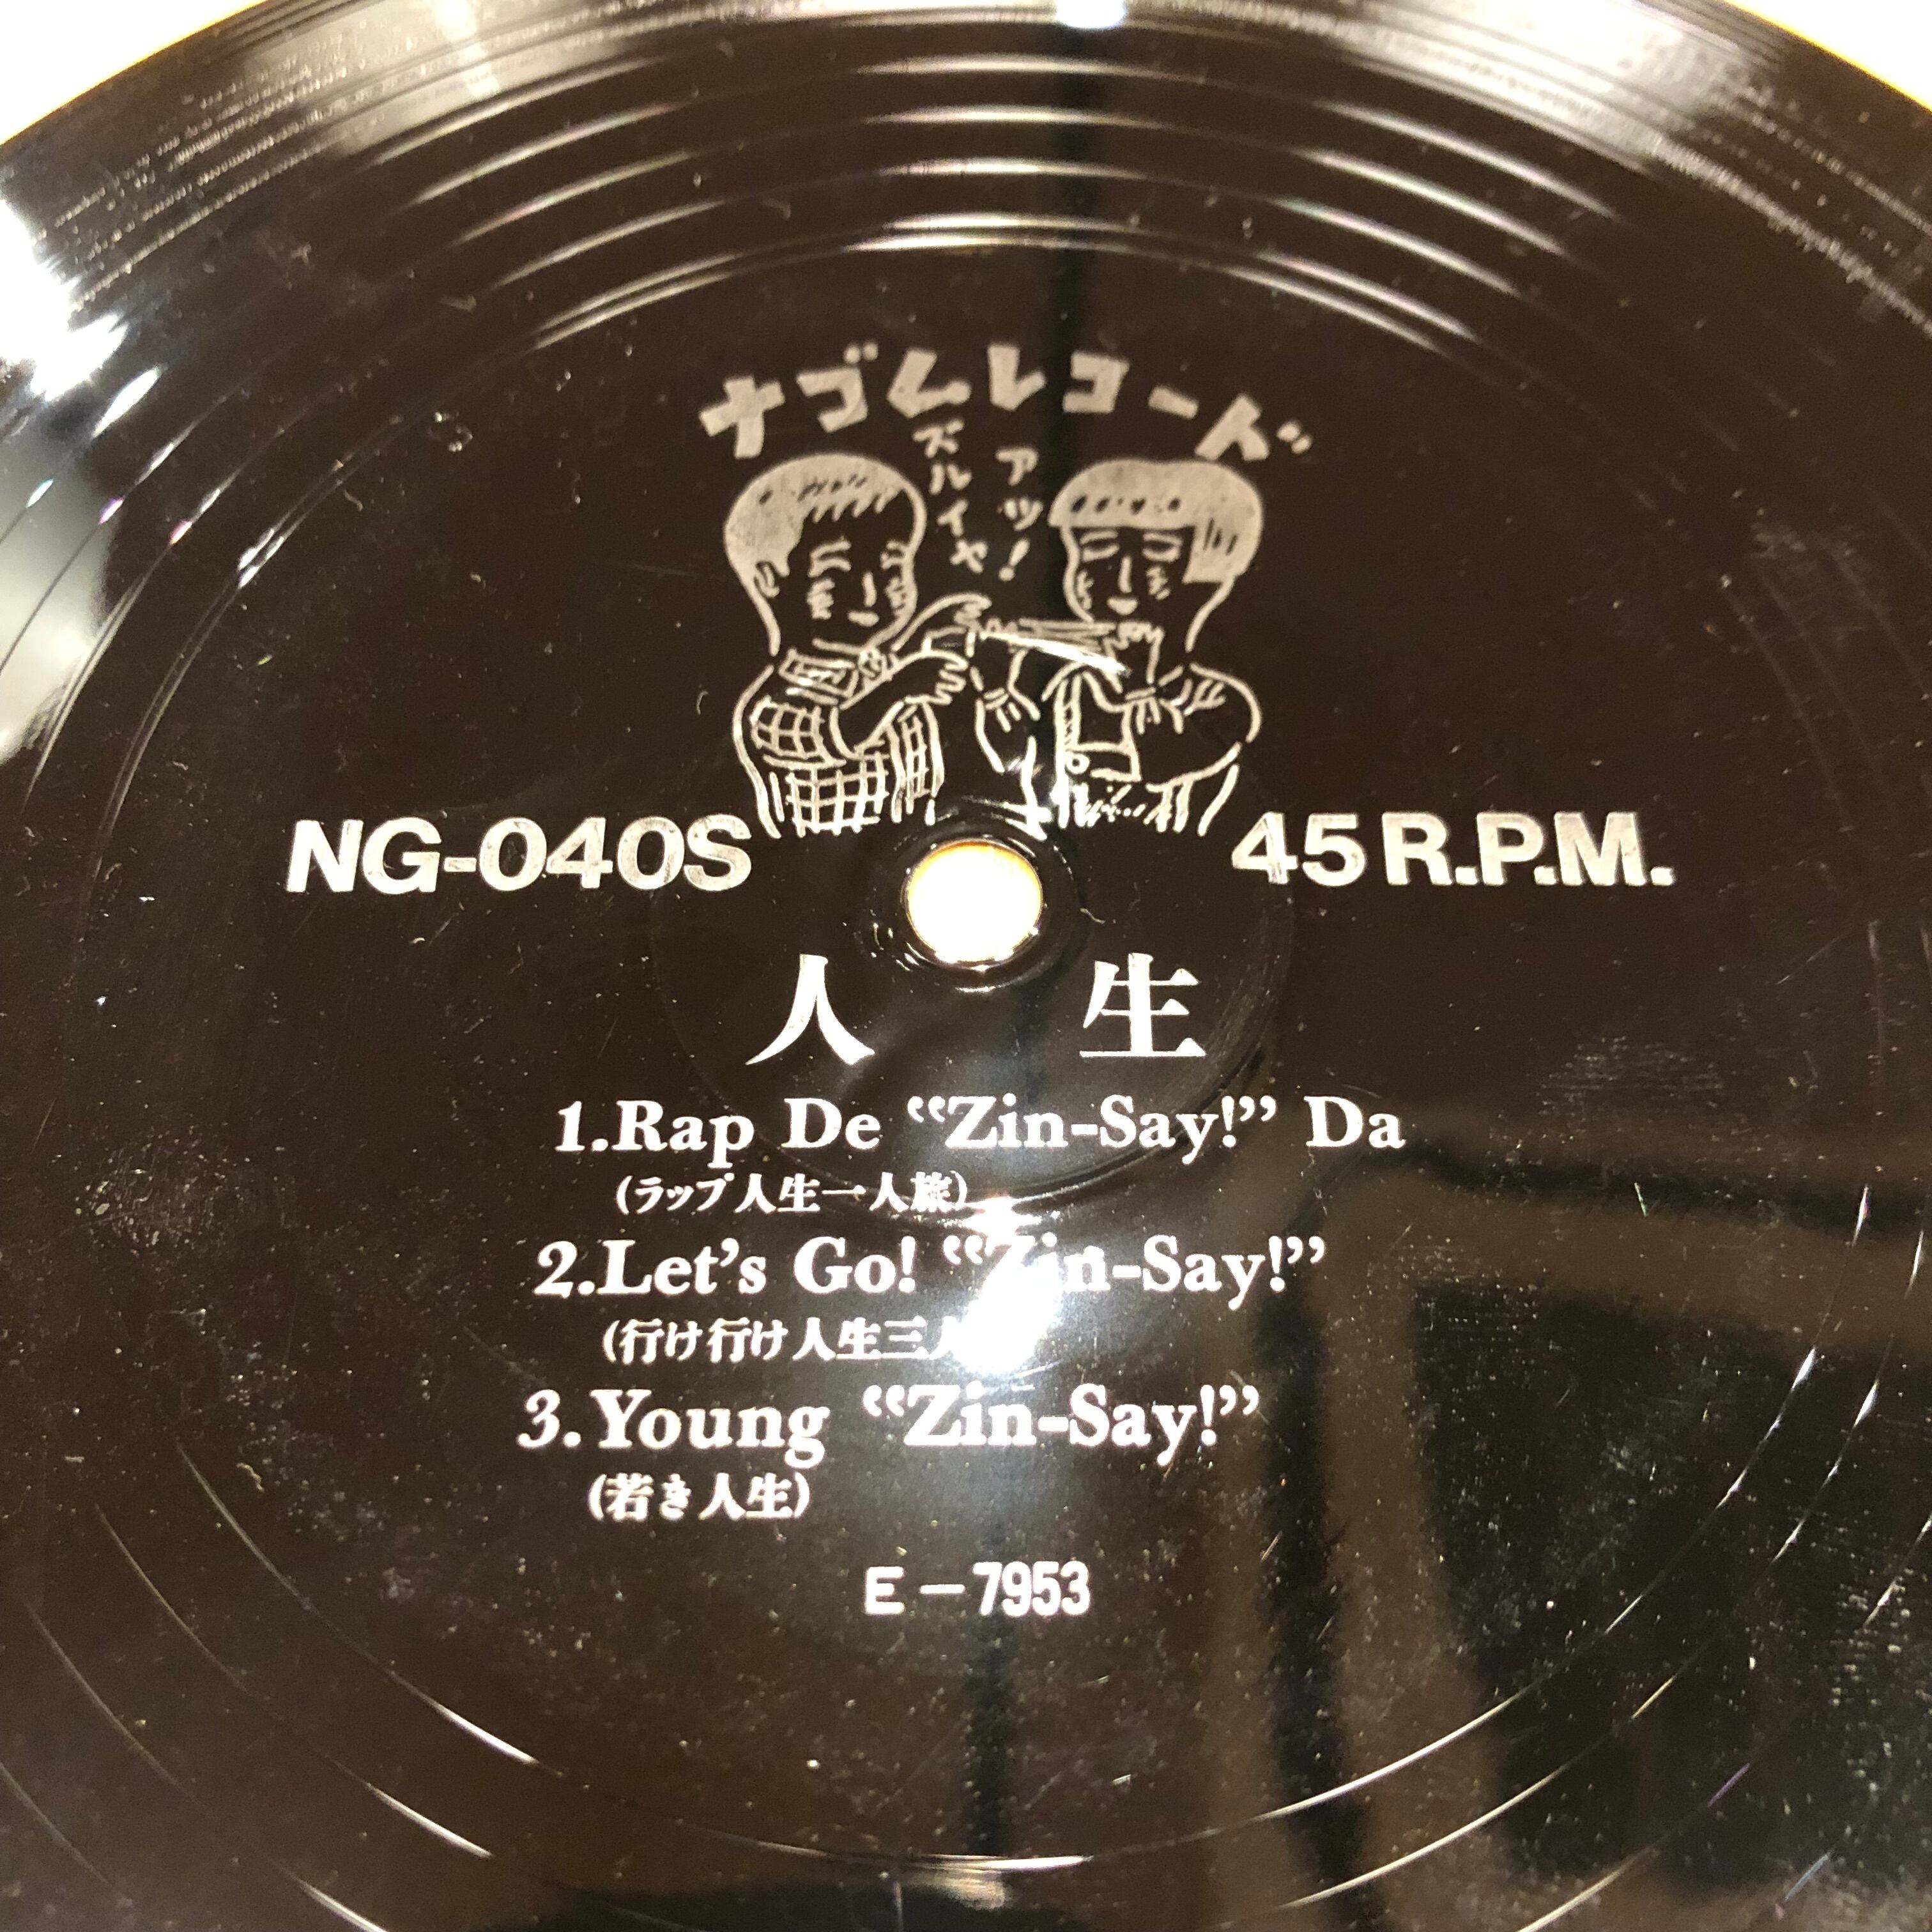 ナゴムレコード
アッ!
ズルイヤ
NG-040S
45 R.P.M.
人生
1.Rap De “Zin-Say!” Da
(ラップ人生一人旅)
2.Let's Go! “Zin-Say!”
(行け行け人生三人
3.Young “Zin-Say!”
(若き人生)
E-7953